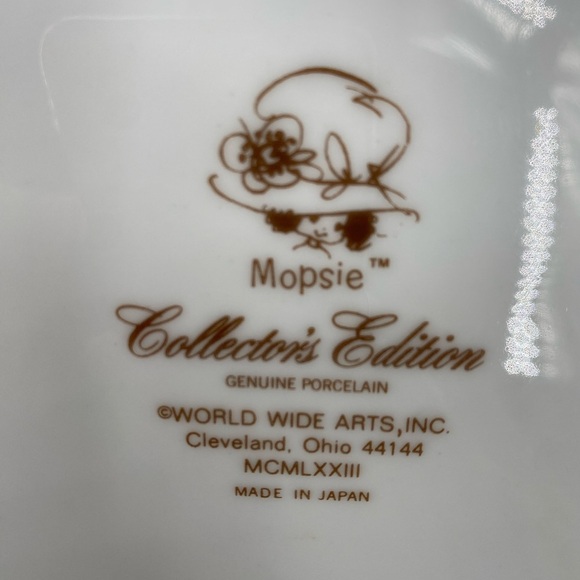 Mopsie™
Collector's Edition
GENUINE PORCELAIN
©WORLD WIDE ARTS, INC.
Cleveland, Ohio 44144
MCMLXXIII
MADE IN JAPAN